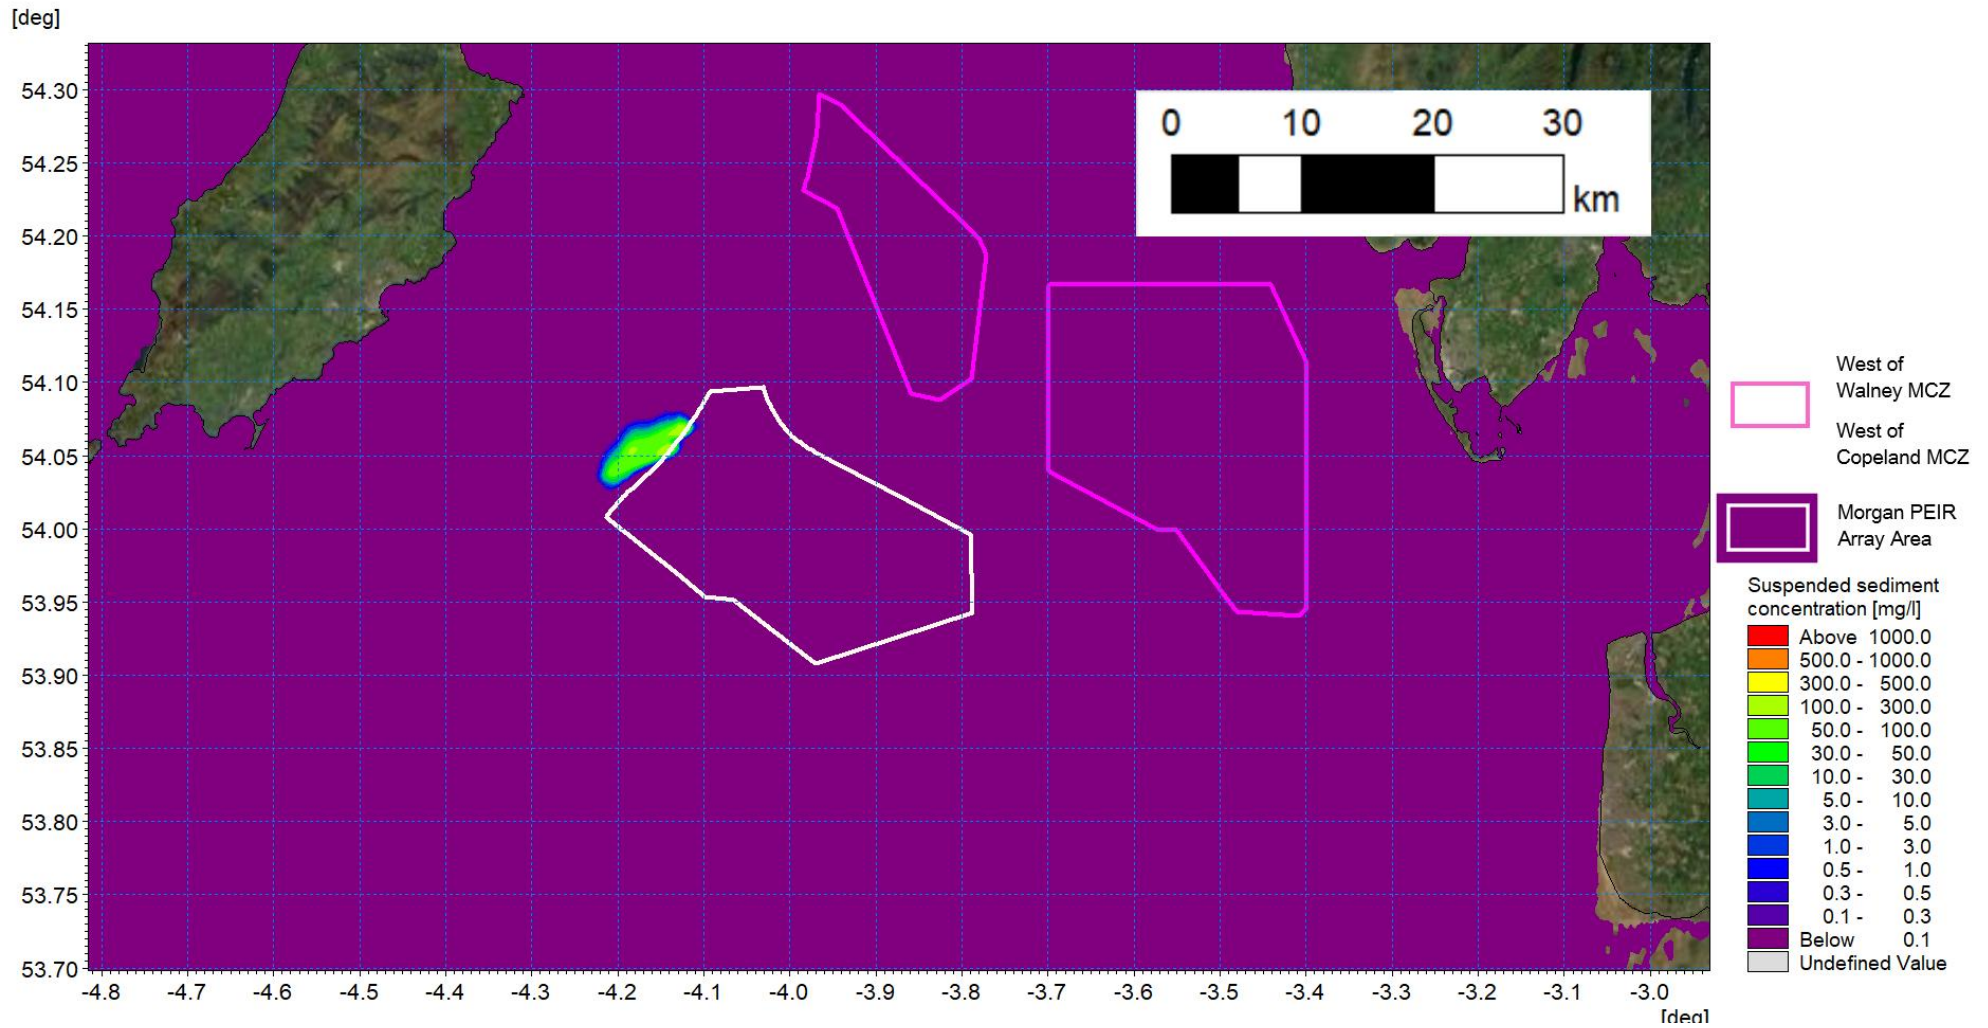 [deg]
54.30
54.25
54.20
54.15
54.10
54.05
54.00
53.95
53.90
53.85
53.80
53.75
53.70
-4.8 -4.7 -4.6 -4.5 -4.4 -4.3 -4.2 -4.1 -4.0 -3.9 -3.8 -3.7 -3.6 -3.5 -3.4 -3.3 -3.2 -3.1 -3.0
[deg]
0 10 20 30
km
West of
Walney MCZ
West of
Copeland MCZ
Morgan PEIR
Array Area
Suspended sediment
concentration [mg/l]
Above 1000.0
500.0 - 1000.0
300.0 - 500.0
100.0 - 300.0
50.0 - 100.0
30.0 - 50.0
10.0 - 30.0
5.0 - 10.0
3.0 - 5.0
1.0 - 3.0
0.5 - 1.0
0.3 - 0.5
0.1 - 0.3
Below 0.1
Undefined Value